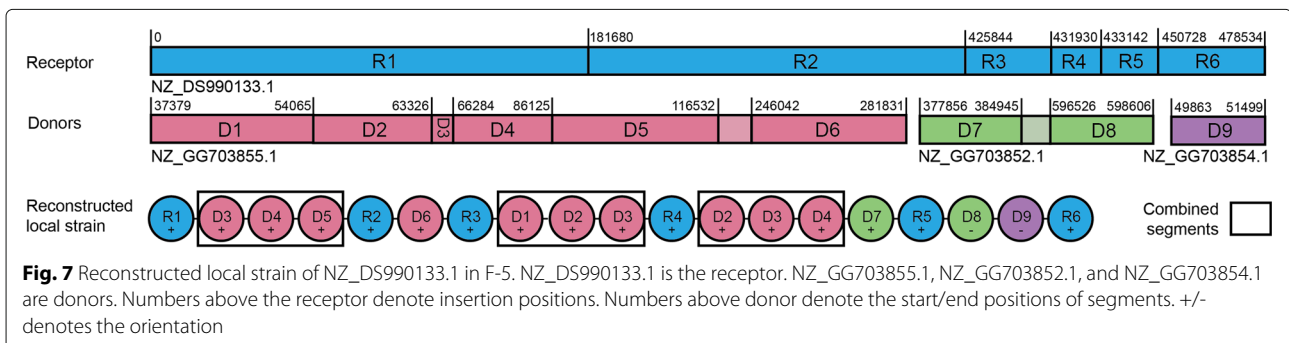 0 181680 425844 431930 433142 450728 478534
Receptor R1 R2 R3 R4 R5 R6
NZ_DS990133.1
37379 54065 63326 66284 86125 116532 246042 281831 377856 384945 596526 598606 49863 51499
Donors D1 D2 D3 D4 D5 D6 D7 D8 D9
NZ_GG703855.1 NZ_GG703852.1 NZ_GG703854.1
Reconstructed local strain
R1 + D3 + D4 + D5 + R2 + D6 + R3 + D1 + D2 + D3 + R4 + D2 + D3 + D4 + D7 + R5 + D8 - D9 - R6 +
Combined segments
Fig. 7 Reconstructed local strain of NZ_DS990133.1 in F-5. NZ_DS990133.1 is the receptor. NZ_GG703855.1, NZ_GG703852.1, and NZ_GG703854.1
are donors. Numbers above the receptor denote insertion positions. Numbers above donor denote the start/end positions of segments. +/-
denotes the orientation